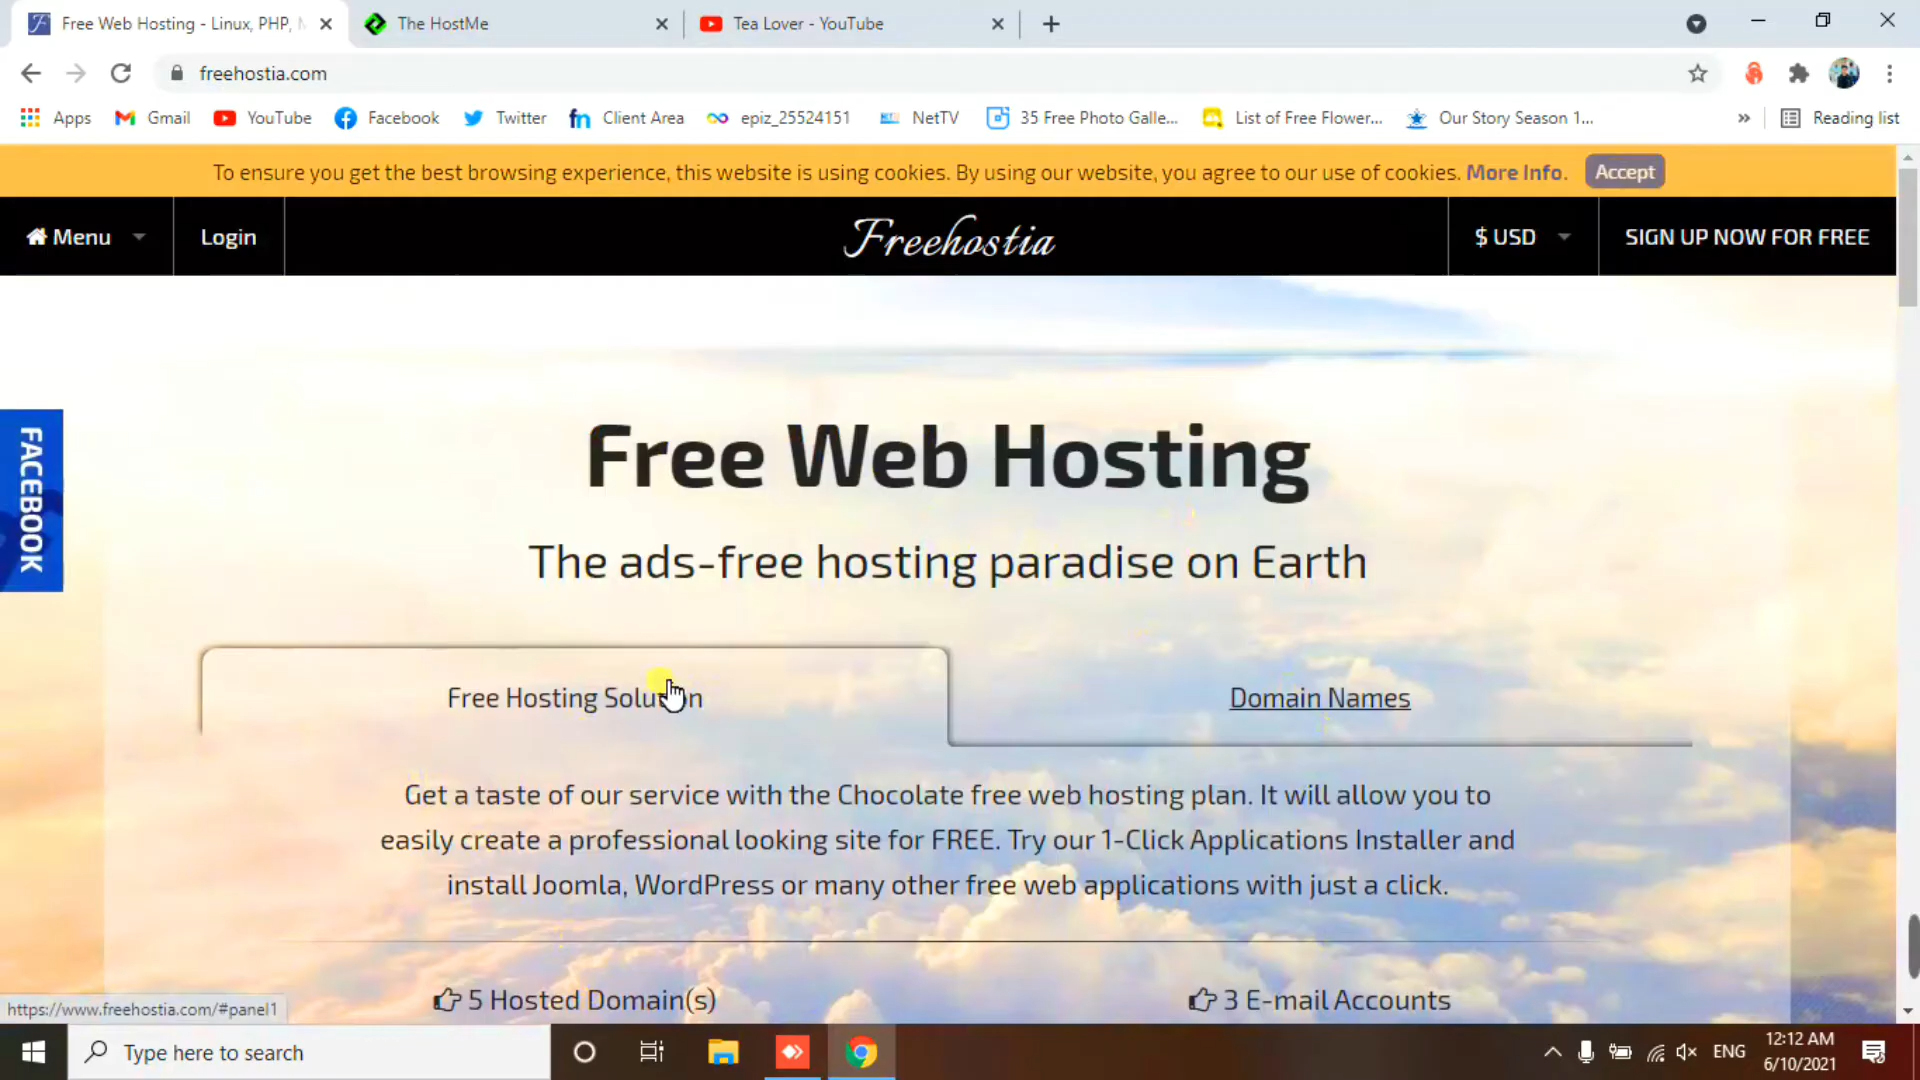 Free Web Hosting - Linux, PHP,
The HostMe
Tea Lover - YouTube
freehostia.com
Apps
Gmail
YouTube
Facebook
Twitter
fn Client Area
epiz_25524151
NetTV
35 Free Photo Galle...
List of Free Flower...
Our Story Season 1...
»
Reading list
To ensure you get the best browsing experience, this website is using cookies. By using our website, you agree to our use of cookies. More Info.
Accept
Menu
Login
Freehostia
$ USD
SIGN UP NOW FOR FREE
FACEBOOK
Free Web Hosting
The ads-free hosting paradise on Earth
Free Hosting Solution
Domain Names
Get a taste of our service with the Chocolate free web hosting plan. It will allow you to
easily create a professional looking site for FREE. Try our 1-Click Applications Installer and
install Joomla, WordPress or many other free web applications with just a click.
5 Hosted Domain(s)
3 E-mail Accounts
https://www.freehostia.com/#panel1
Type here to search
ENG
12:12 AM
6/10/2021